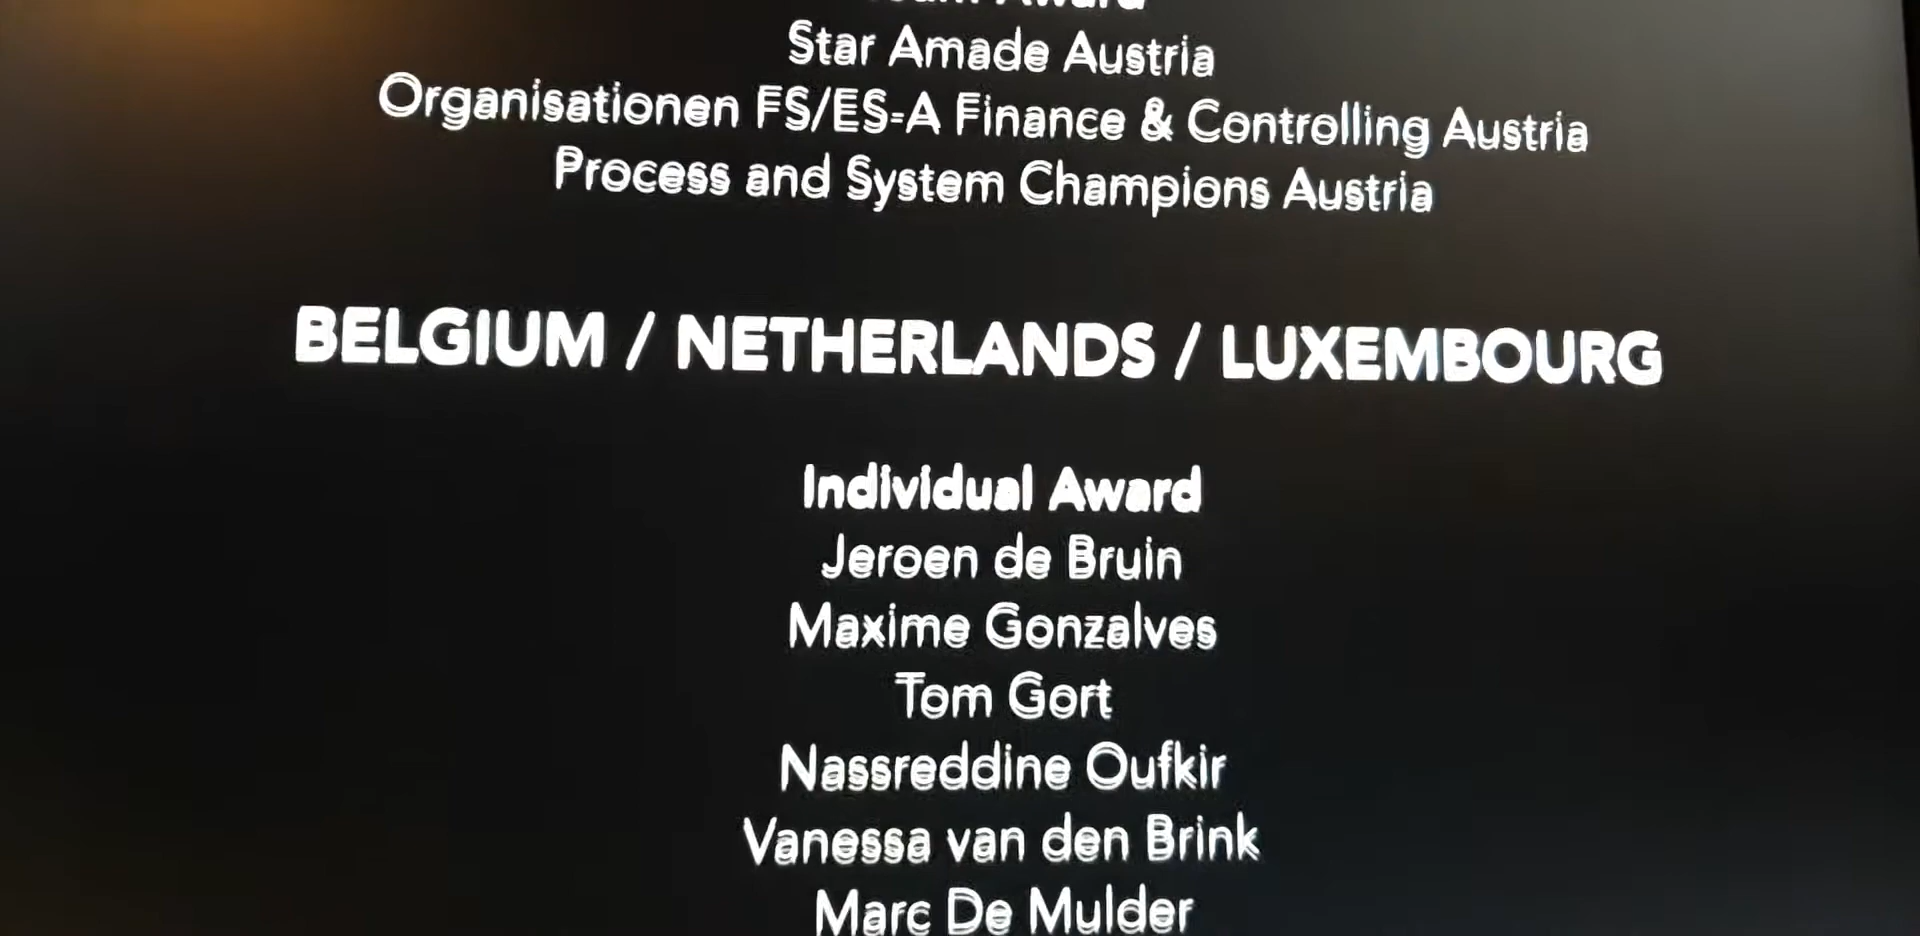 Award
Star Amade Austria
Organisationen FS/ES-A Finance & Controlling Austria
Process and System Champions Austria
BELGIUM / NETHERLANDS / LUXEMBOURG
Individual Award
Jeroen de Bruin
Maxime Gonzalves
Tom Gort
Nassreddine Oufkir
Vanessa van den Brink
Marc De Mulder